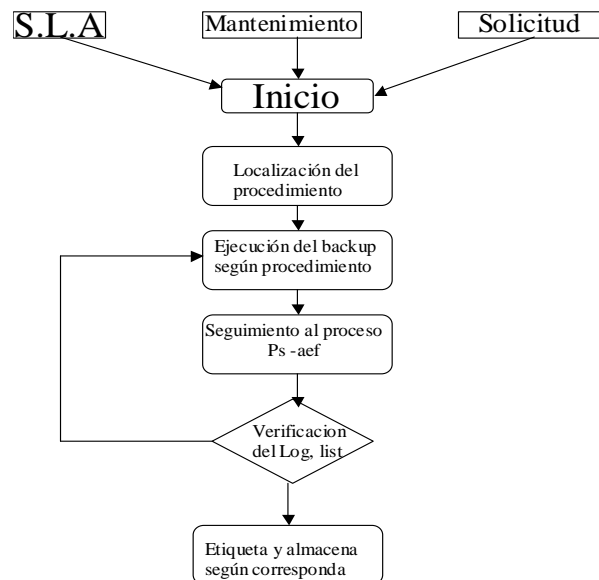 S.L.A
Mantenimiento
Solicitud
Inicio
Localización del
procedimiento
Ejecución del backup
según procedimiento
Seguimiento al proceso
Ps -aef
Verificacion
del Log, list
Etiqueta y almacena
según corresponda